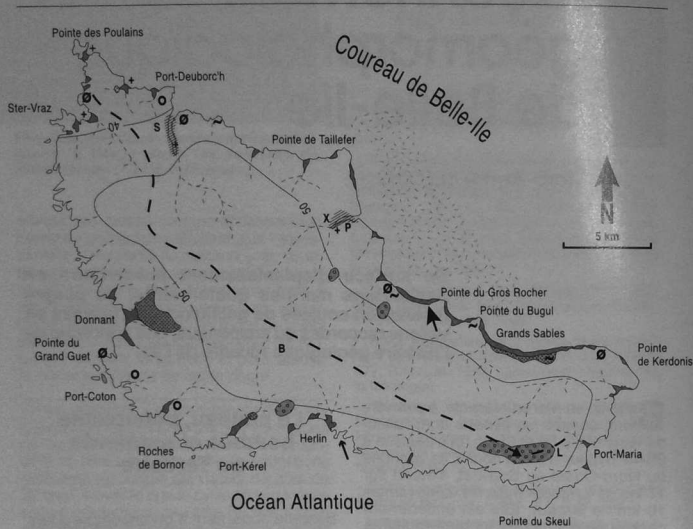 Pointe des Poulains
Coureau de Belle-Ile
Port-Deuborc'h
Ø
O
Ster-Vraz
40
S
Ø
Pointe de Taillefer
50
X
P
N
5 km
Ø
Pointe du Gros Rocher
50
Pointe du Bugul
Donnant
Grands Sables
Pointe du
Grand Guet
Ø
B
Ø
Pointe
de Kerdonis
O
Port-Coton
O
Roches
de Bornor
Port-Kérel
Herlin
L
Port-Maria
Océan Atlantique
Pointe du Skeul